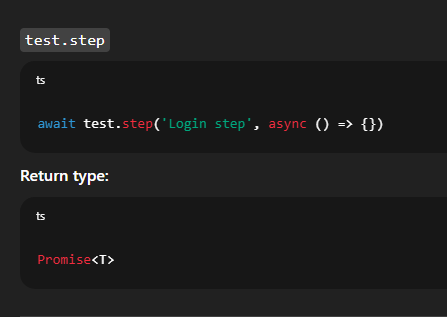 test.step
ts
await test.step('Login step', async () => {})
Return type:
ts
Promise<T>